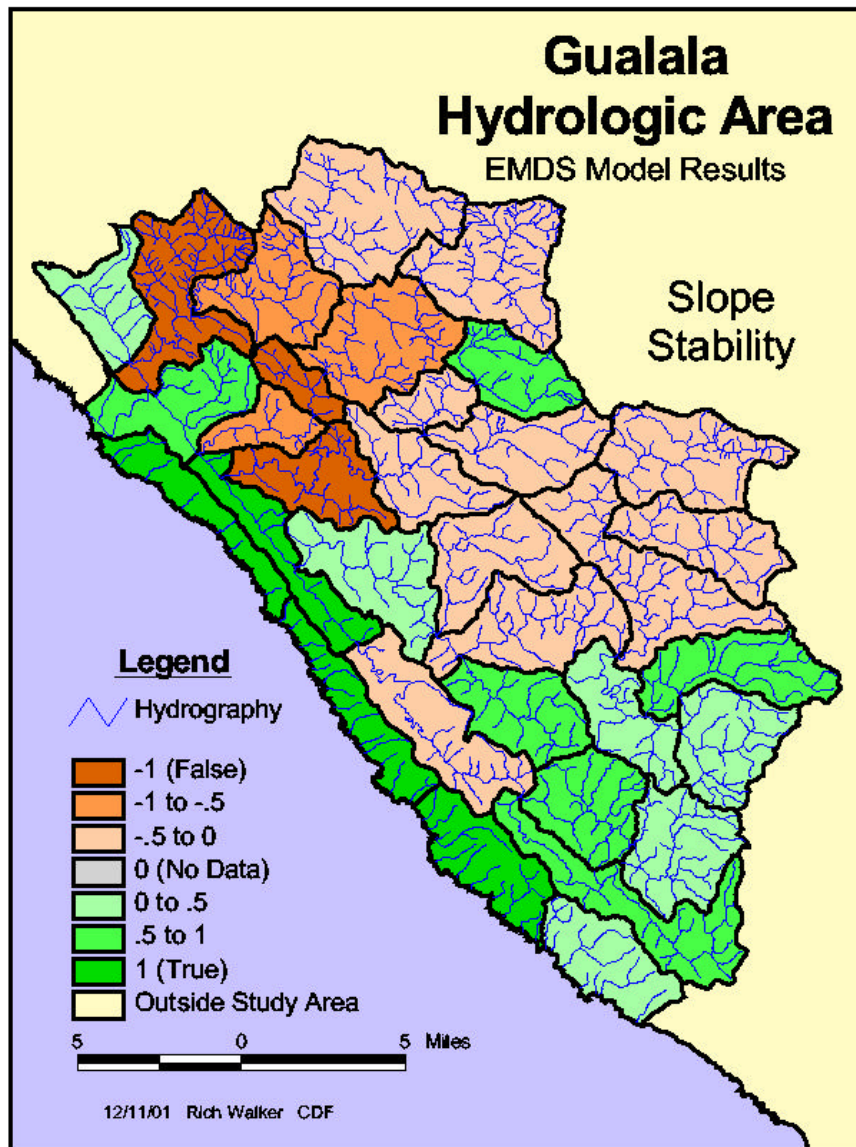 Gualala
Hydrologic Area
EMDS Model Results
Slope
Stability
Legend
Hydrography
-1 (False)
-1 to -.5
-.5 to 0
0 (No Data)
0 to .5
.5 to 1
1 (True)
Outside Study Area
5 0 5 Miles
12/11/01 Rich Walker CDF